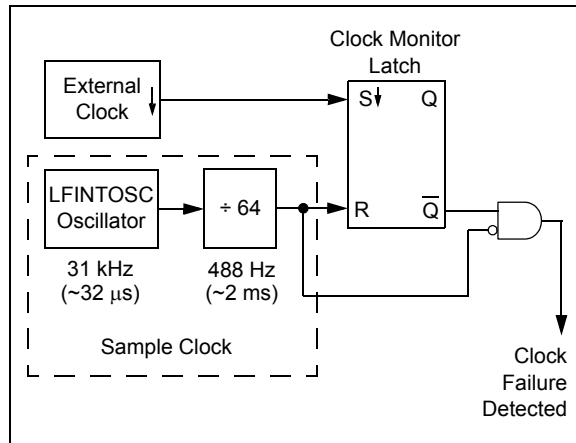 Clock Monitor
Latch
External
Clock
S
Q
LFINTOSC
Oscillator
÷ 64
R
Q
31 kHz
(~32 μs)
488 Hz
(~2 ms)
Sample Clock
Clock
Failure
Detected